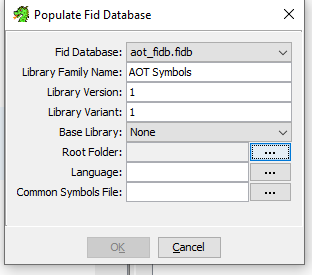 Populate Fid Database
Fid Database: aot_fidb.fidb
Library Family Name: AOT Symbols
Library Version: 1
Library Variant: 1
Base Library: None
Root Folder: ...
Language: ...
Common Symbols File: ...
OK Cancel